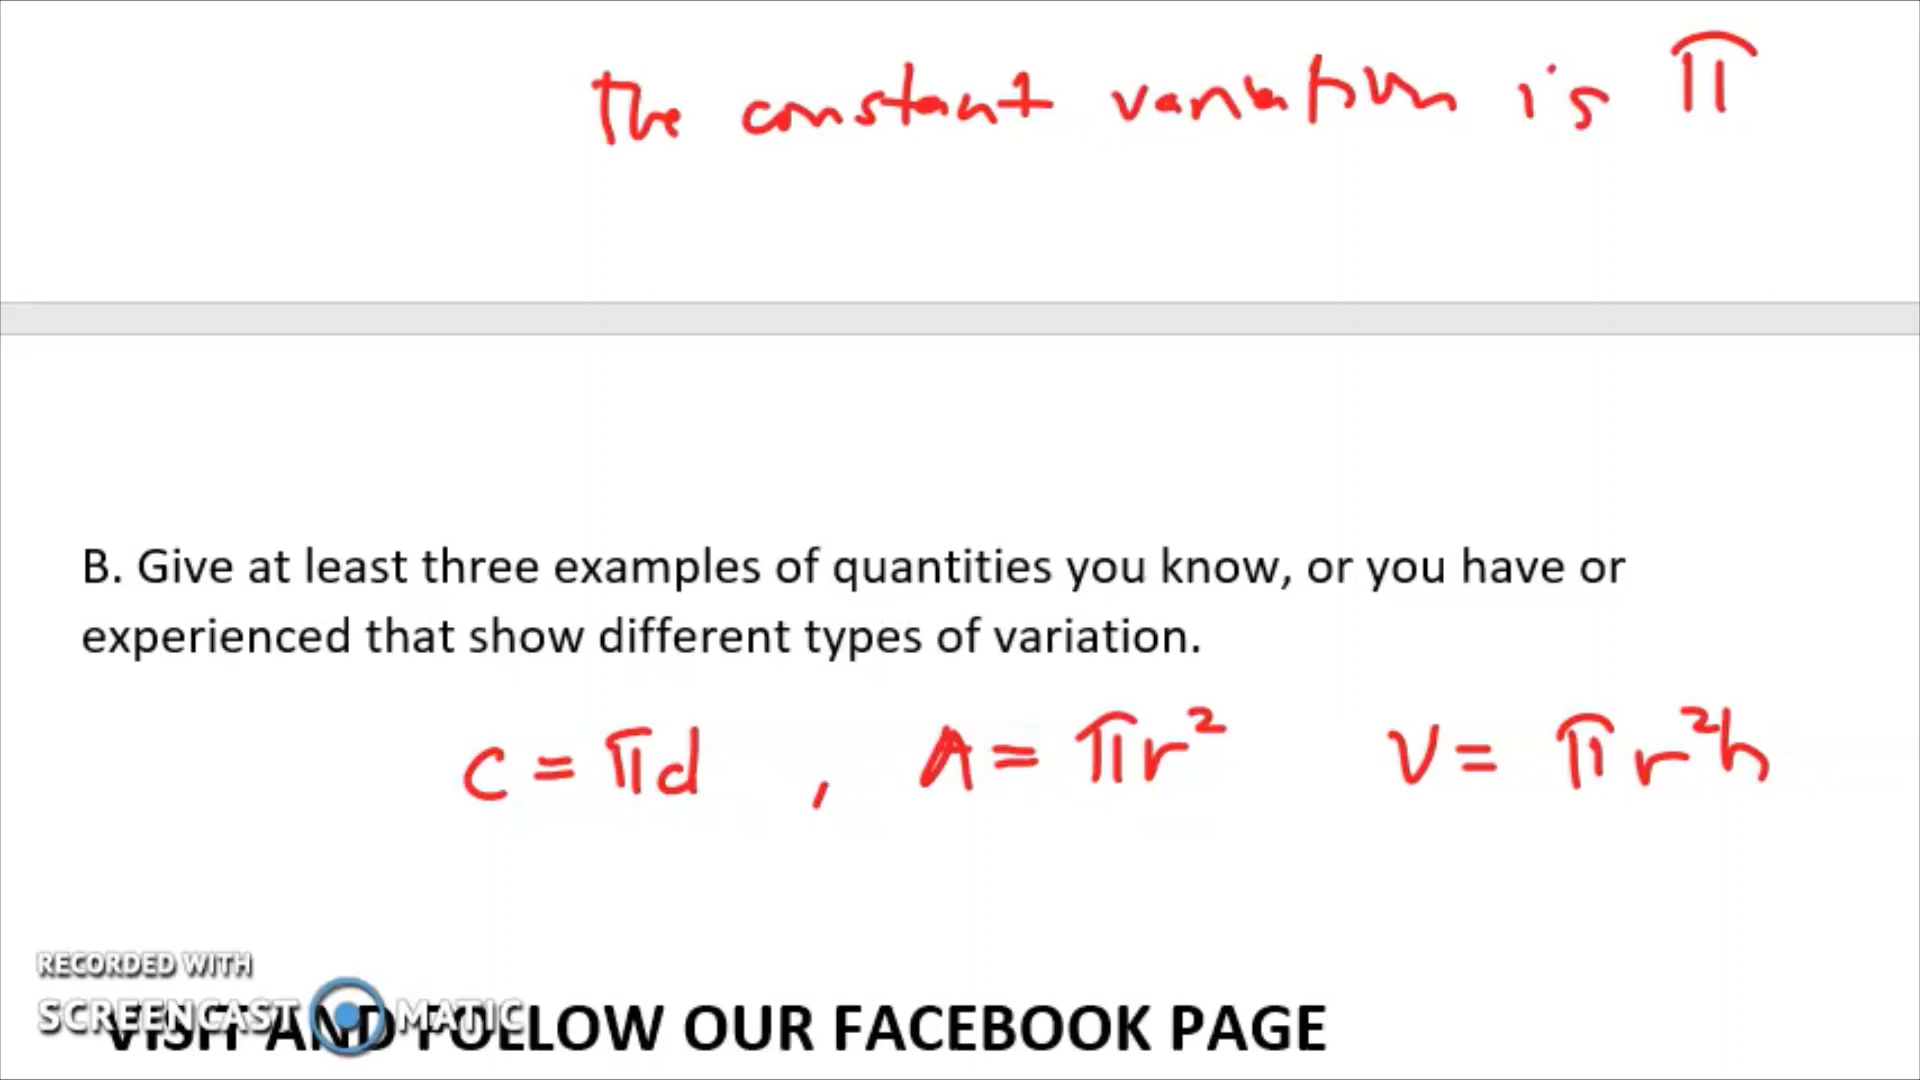 The constant variation is π
B. Give at least three examples of quantities you know, or you have or
experienced that show different types of variation.
C = πd , A = πr² V = πr²h
RECORDED WITH
SCREENCAST MATIC
VISIT AND FOLLOW OUR FACEBOOK PAGE